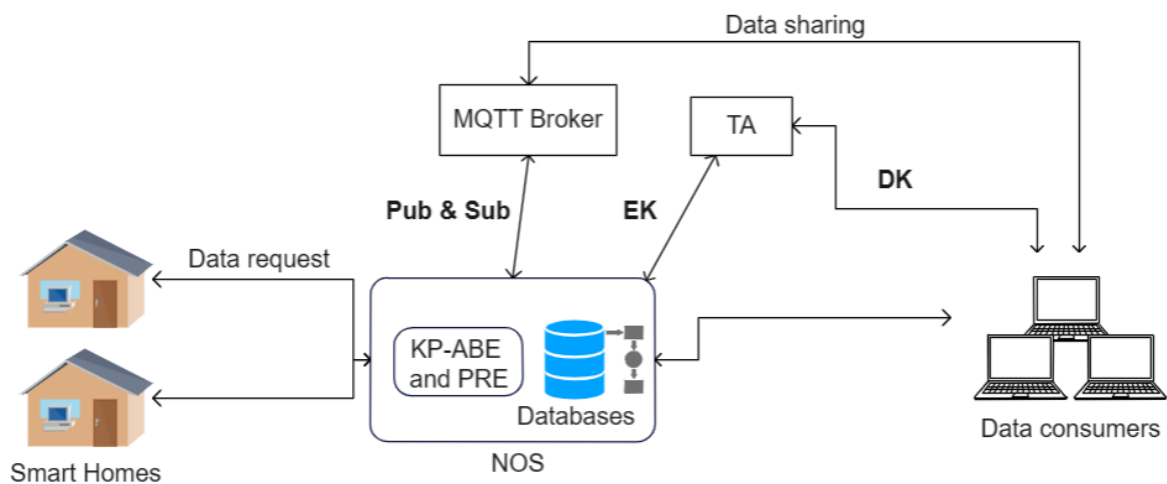 Data sharing
MQTT Broker
TA
DK
Pub & Sub
EK
Data request
KP-ABE
and PRE
Databases
Data consumers
NOS
Smart Homes